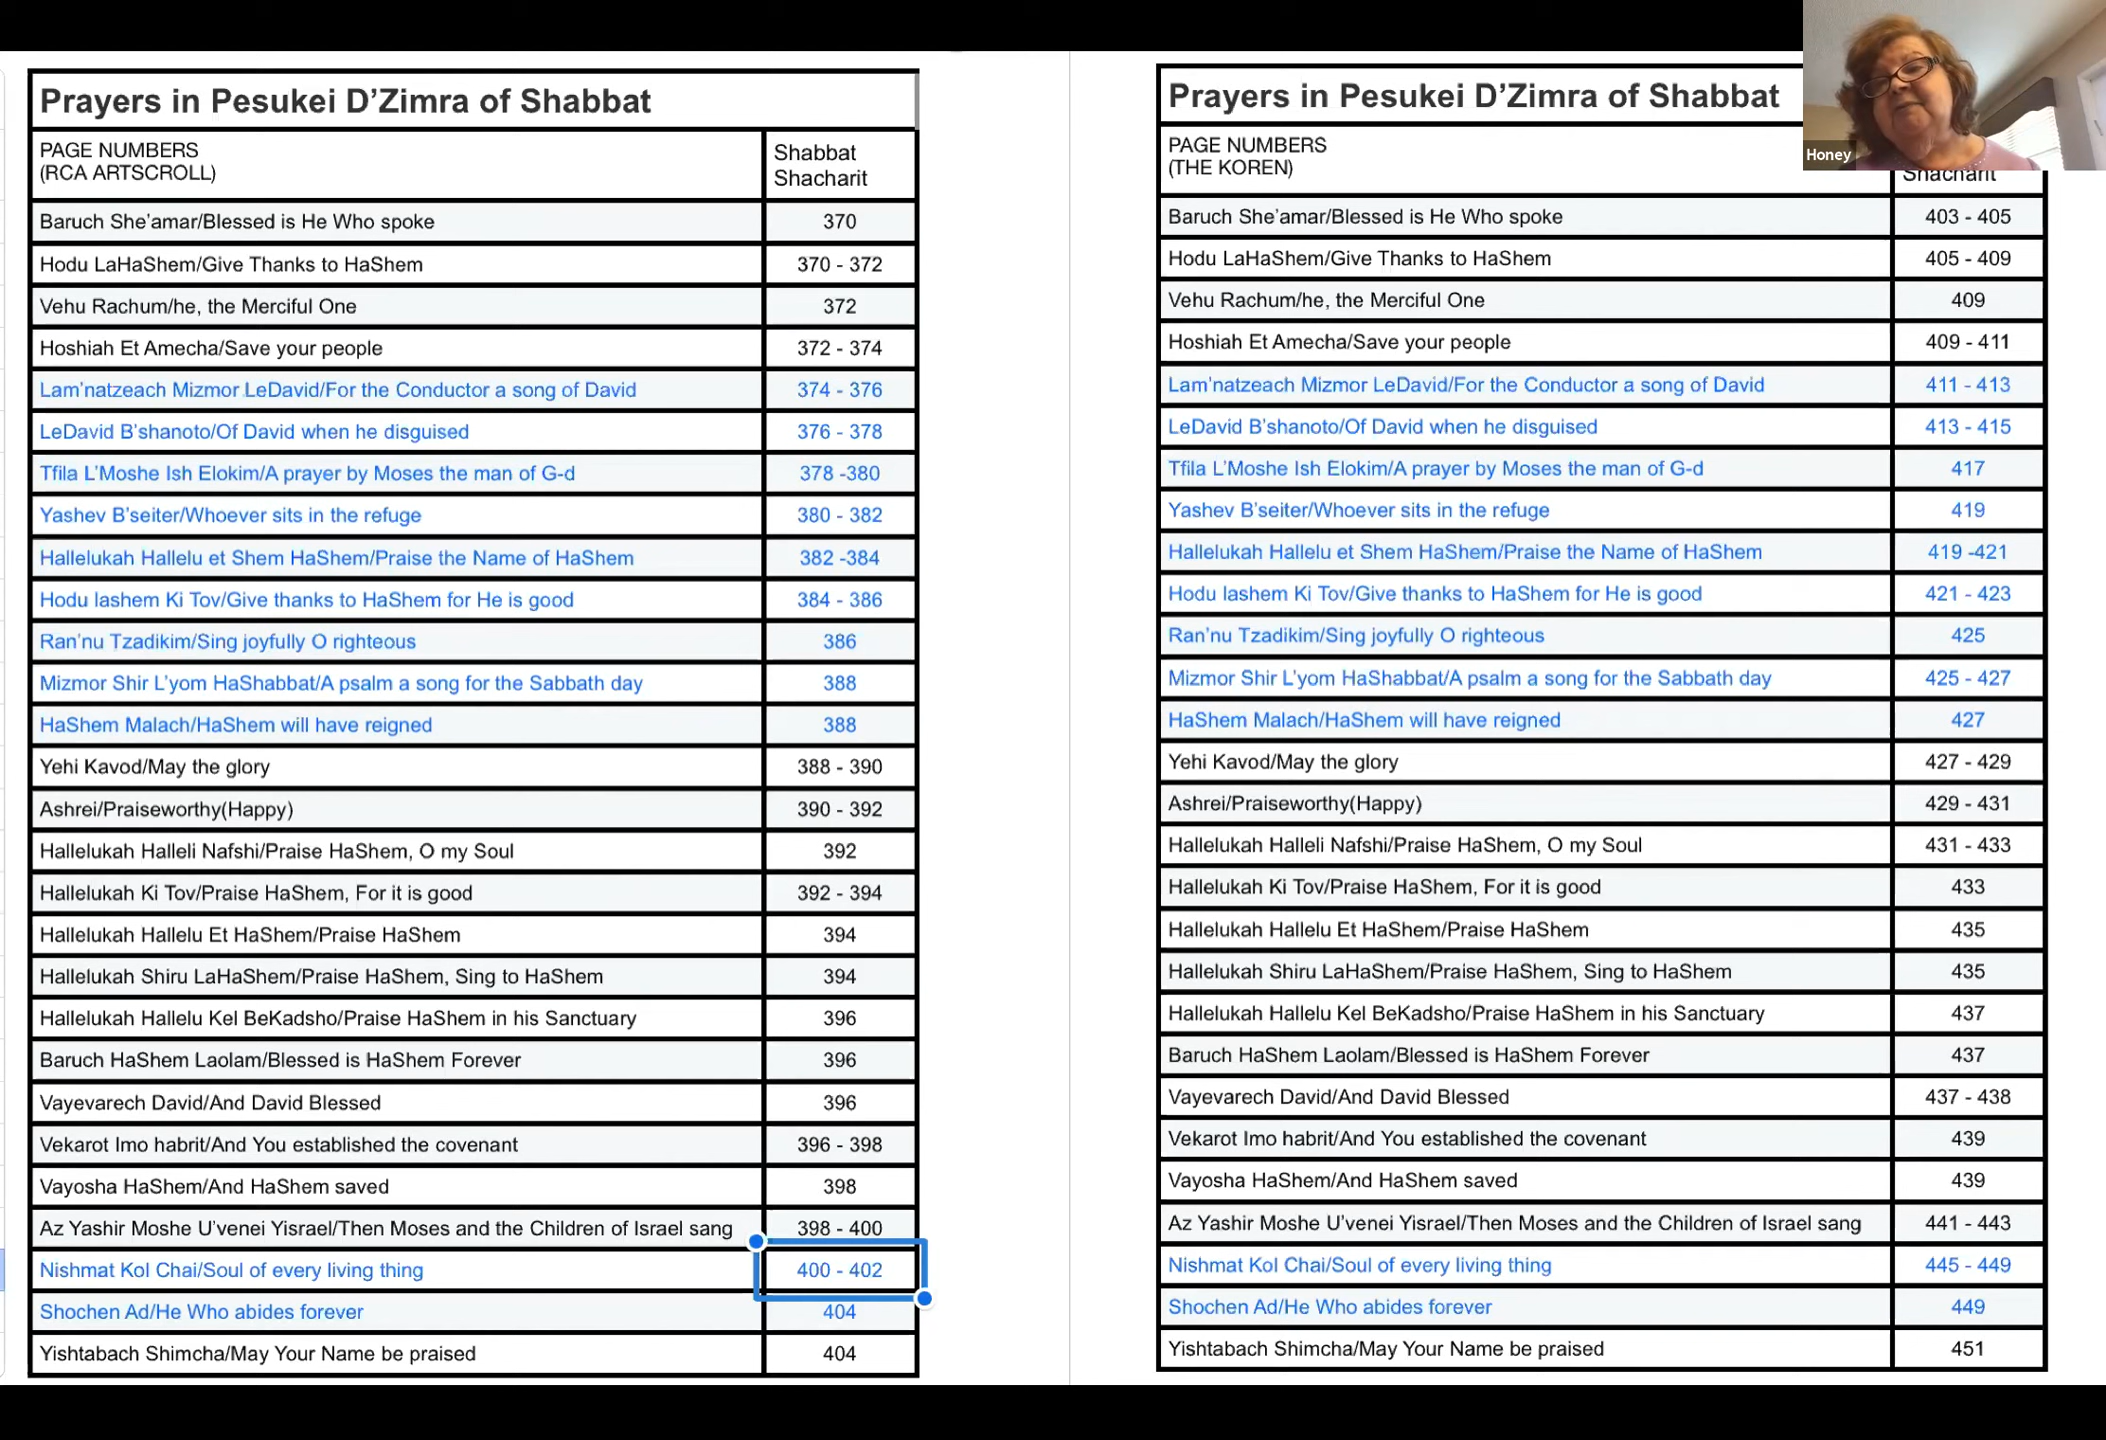 Prayers in Pesukei D’Zimra of Shabbat
PAGE NUMBERS
(RCA ARTSCROLL)
Shabbat
Shacharit
Baruch She’amar/Blessed is He Who spoke 370
Hodu LaHaShem/Give Thanks to HaShem 370 - 372
Vehu Rachum/he, the Merciful One 372
Hoshiah Et Amecha/Save your people 372 - 374
Lam’natzeach Mizmor LeDavid/For the Conductor a song of David 374 - 376
LeDavid B’shanoto/Of David when he disguised 376 - 378
Tfila L’Moshe Ish Elokim/A prayer by Moses the man of G-d 378 -380
Yashev B’seiter/Whoever sits in the refuge 380 - 382
Hallelukah Hallelu et Shem HaShem/Praise the Name of HaShem 382 -384
Hodu lashem Ki Tov/Give thanks to HaShem for He is good 384 - 386
Ran’nu Tzadikim/Sing joyfully O righteous 386
Mizmor Shir L’yom HaShabbat/A psalm a song for the Sabbath day 388
HaShem Malach/HaShem will have reigned 388
Yehi Kavod/May the glory 388 - 390
Ashrei/Praiseworthy(Happy) 390 - 392
Hallelukah Halleli Nafshi/Praise HaShem, O my Soul 392
Hallelukah Ki Tov/Praise HaShem, For it is good 392 - 394
Hallelukah Hallelu Et HaShem/Praise HaShem 394
Hallelukah Shiru LaHaShem/Praise HaShem, Sing to HaShem 394
Hallelukah Hallelu Kel BeKadsho/Praise HaShem in his Sanctuary 396
Baruch HaShem Laolam/Blessed is HaShem Forever 396
Vayevarech David/And David Blessed 396
Vekarot Imo habrit/And You established the covenant 396 - 398
Vayosha HaShem/And HaShem saved 398
Az Yashir Moshe U’venei Yisrael/Then Moses and the Children of Israel sang 398 - 400
Nishmat Kol Chai/Soul of every living thing 400 - 402
Shochen Ad/He Who abides forever 404
Yishtabach Shimcha/May Your Name be praised 404
Prayers in Pesukei D’Zimra of Shabbat
PAGE NUMBERS
(THE KOREN)
Shacharit
Baruch She’amar/Blessed is He Who spoke 403 - 405
Hodu LaHaShem/Give Thanks to HaShem 405 - 409
Vehu Rachum/he, the Merciful One 409
Hoshiah Et Amecha/Save your people 409 - 411
Lam’natzeach Mizmor LeDavid/For the Conductor a song of David 411 - 413
LeDavid B’shanoto/Of David when he disguised 413 - 415
Tfila L’Moshe Ish Elokim/A prayer by Moses the man of G-d 417
Yashev B’seiter/Whoever sits in the refuge 419
Hallelukah Hallelu et Shem HaShem/Praise the Name of HaShem 419 -421
Hodu lashem Ki Tov/Give thanks to HaShem for He is good 421 - 423
Ran’nu Tzadikim/Sing joyfully O righteous 425
Mizmor Shir L’yom HaShabbat/A psalm a song for the Sabbath day 425 - 427
HaShem Malach/HaShem will have reigned 427
Yehi Kavod/May the glory 427 - 429
Ashrei/Praiseworthy(Happy) 429 - 431
Hallelukah Halleli Nafshi/Praise HaShem, O my Soul 431 - 433
Hallelukah Ki Tov/Praise HaShem, For it is good 433
Hallelukah Hallelu Et HaShem/Praise HaShem 435
Hallelukah Shiru LaHaShem/Praise HaShem, Sing to HaShem 435
Hallelukah Hallelu Kel BeKadsho/Praise HaShem in his Sanctuary 437
Baruch HaShem Laolam/Blessed is HaShem Forever 437
Vayevarech David/And David Blessed 437 - 438
Vekarot Imo habrit/And You established the covenant 439
Vayosha HaShem/And HaShem saved 439
Az Yashir Moshe U’venei Yisrael/Then Moses and the Children of Israel sang 441 - 443
Nishmat Kol Chai/Soul of every living thing 445 - 449
Shochen Ad/He Who abides forever 449
Yishtabach Shimcha/May Your Name be praised 451
Honey